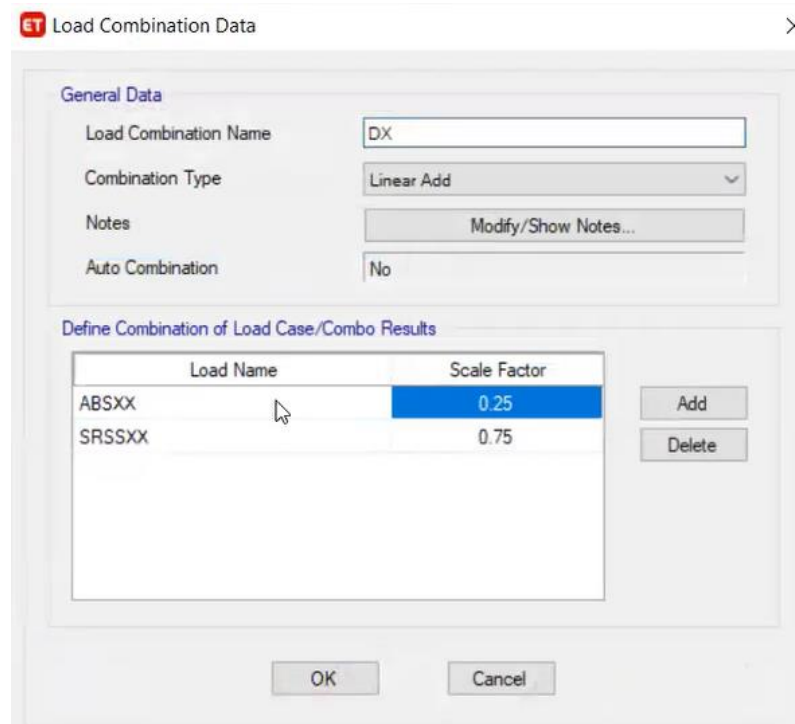 ET Load Combination Data
General Data
Load Combination Name DX
Combination Type Linear Add
Notes Modify/Show Notes...
Auto Combination No
Define Combination of Load Case/Combo Results
Load Name Scale Factor
ABSXX 0.25 Add
SRSSXX 0.75 Delete
OK Cancel